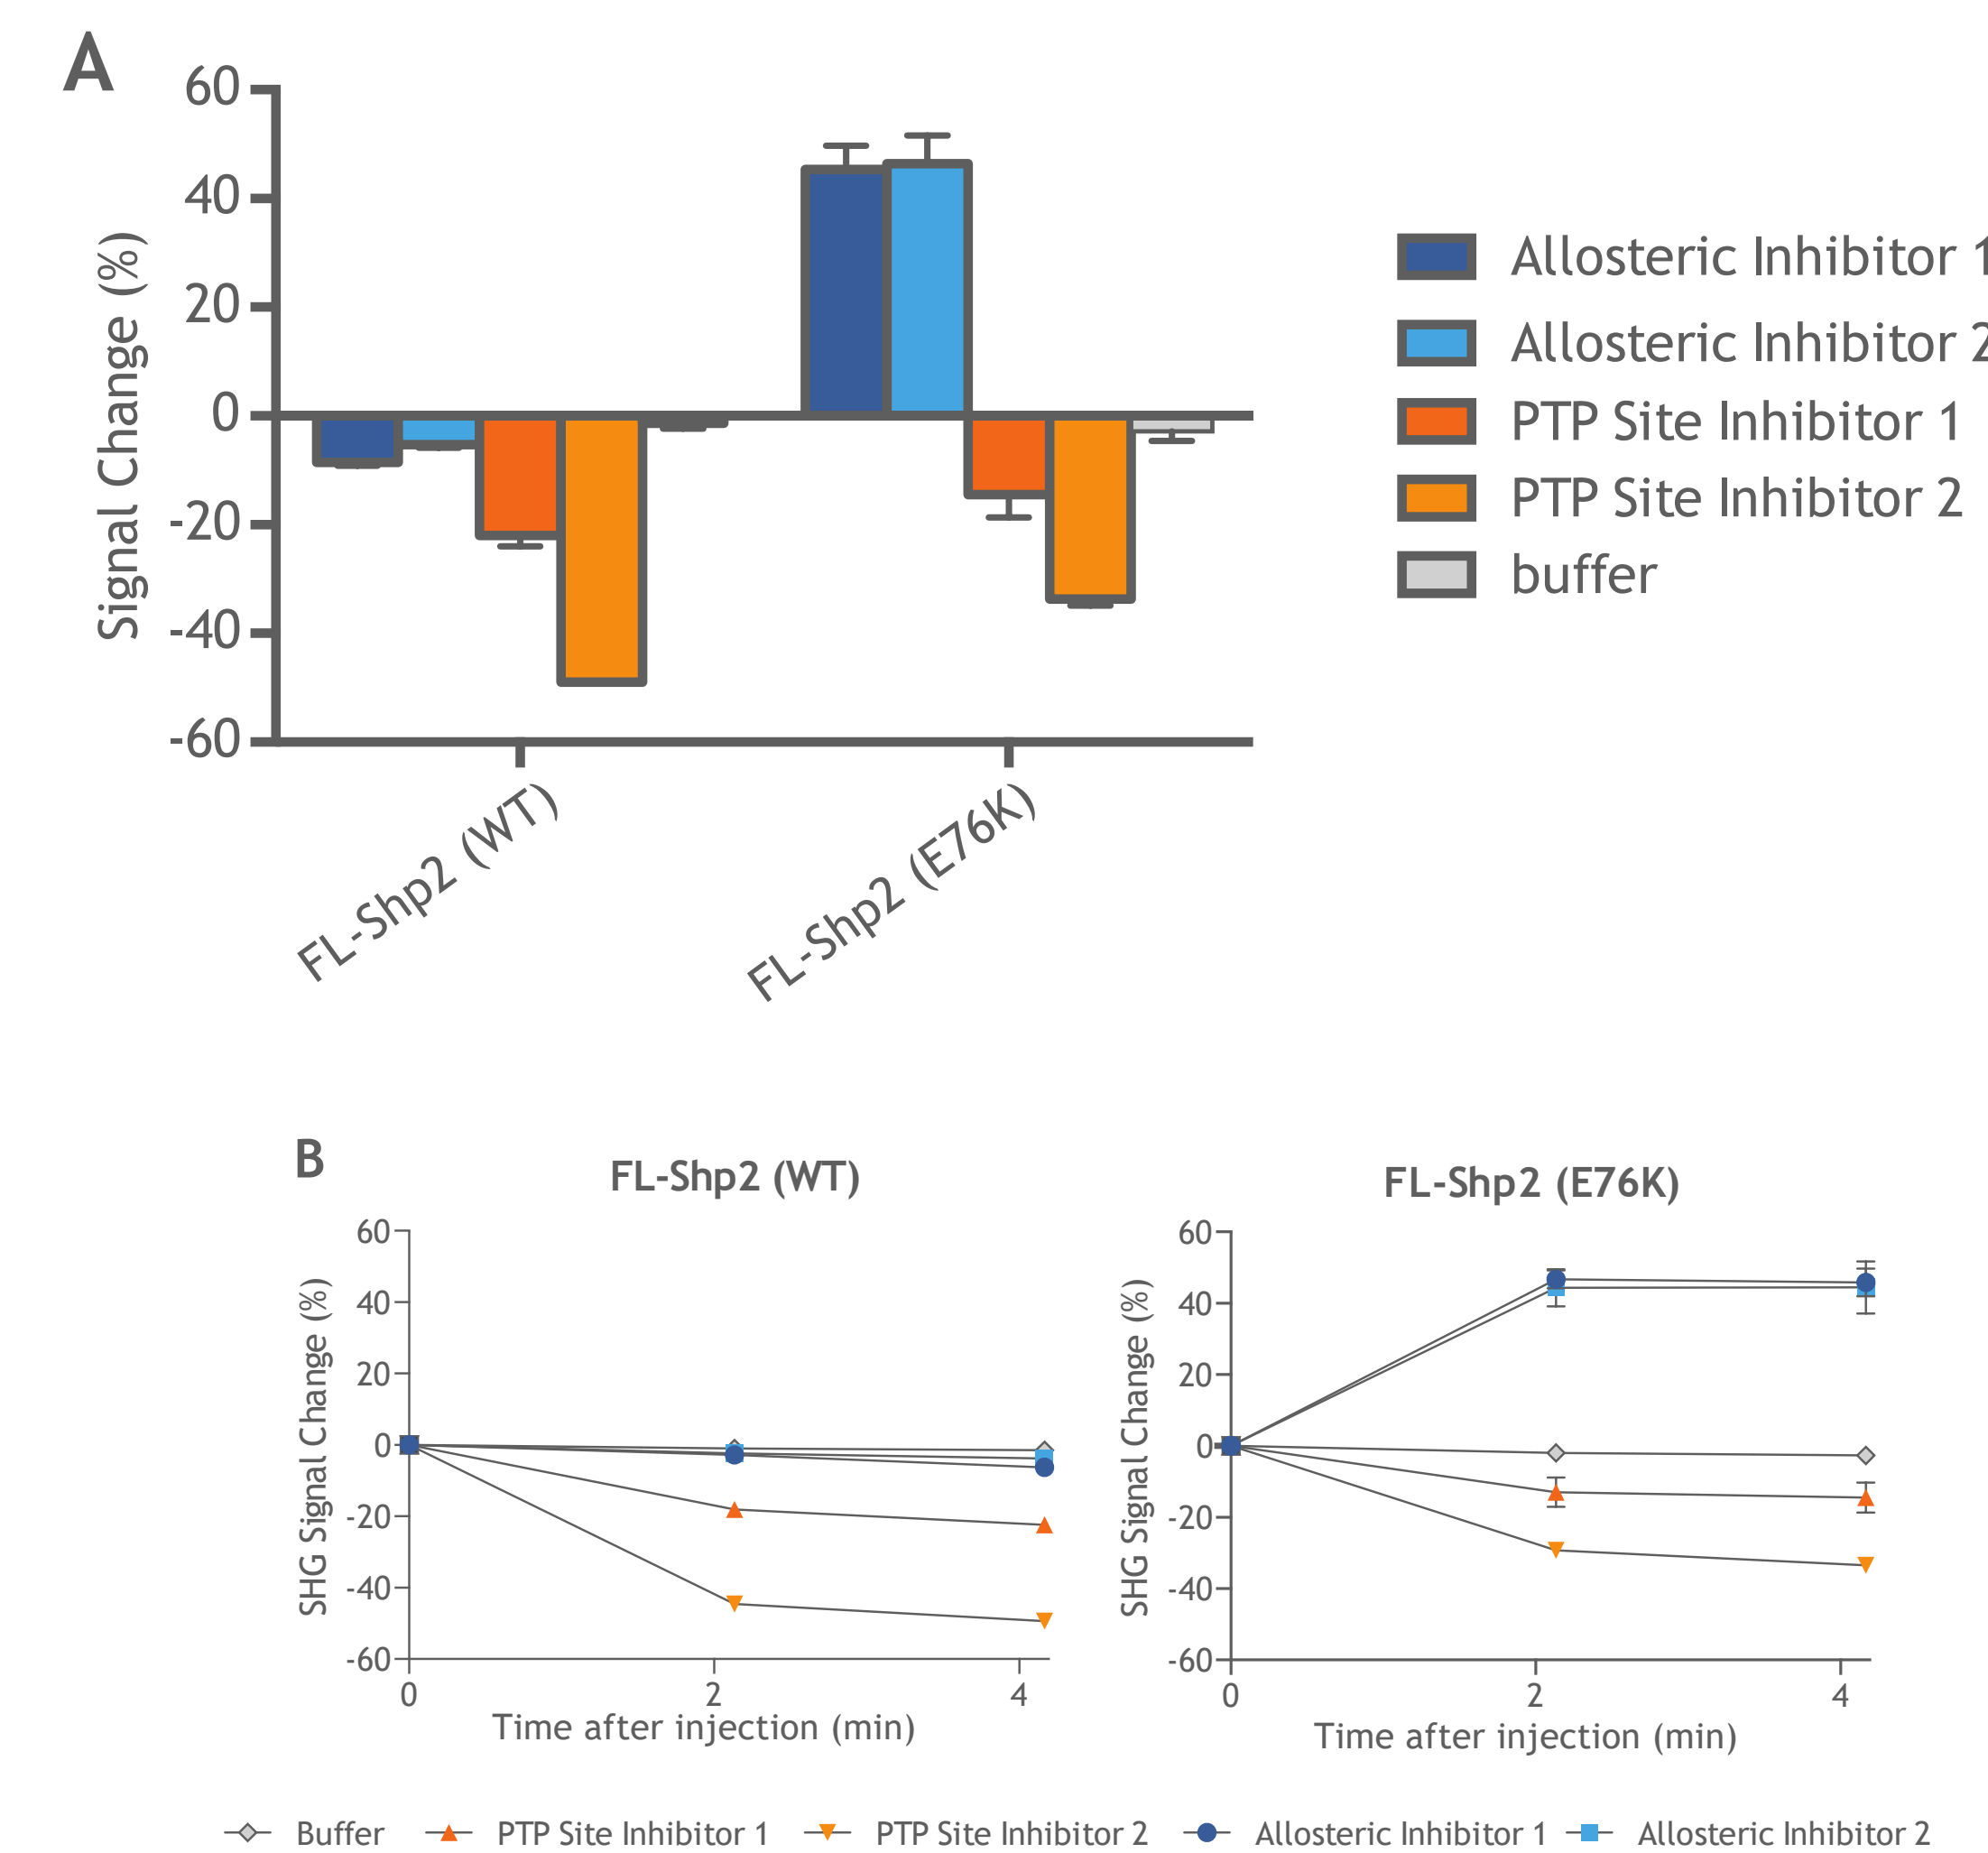 A
60
40
20
0
-20
-40
-60
Signal Change (%)
FL-Shp2 (WT)
FL-Shp2 (E76K)
Allosteric Inhibitor 1
Allosteric Inhibitor 2
PTP Site Inhibitor 1
PTP Site Inhibitor 2
buffer
B
FL-Shp2 (WT)
60
40
20
0
-20
-40
-60
SHG Signal Change (%)
0 2 4
Time after injection (min)
FL-Shp2 (E76K)
60
40
20
0
-20
-40
-60
SHG Signal Change (%)
0 2 4
Time after injection (min)
Buffer PTP Site Inhibitor 1 PTP Site Inhibitor 2 Allosteric Inhibitor 1 Allosteric Inhibitor 2